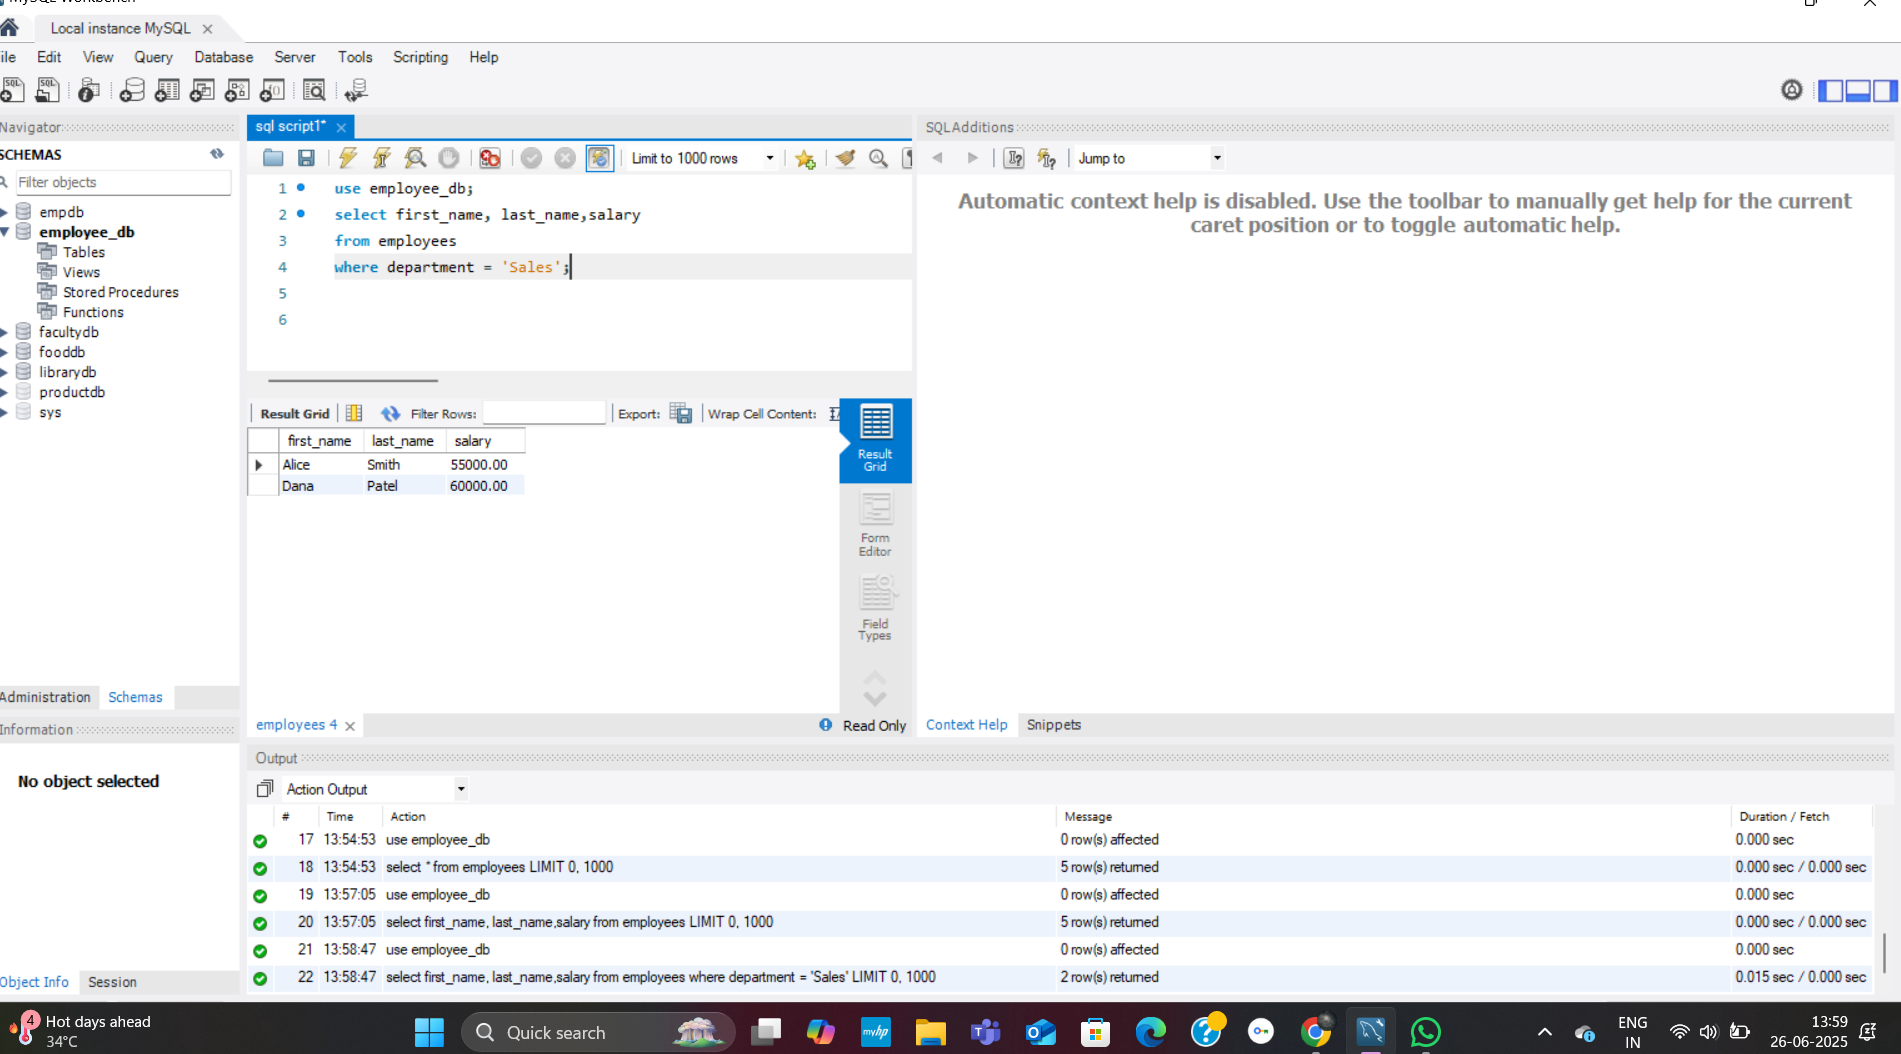 MySQL Workbench
Local instance MySQL
ile Edit View Query Database Server Tools Scripting Help
Navigator
SCHEMAS
Filter objects
empdb
employee_db
Tables
Views
Stored Procedures
Functions
facultydb
fooddb
librarydb
productdb
sys
Administration Schemas
Information
No object selected
Object Info Session
sql script1*
Limit to 1000 rows
1 use employee_db;
2 select first_name, last_name,salary
3 from employees
4 where department = 'Sales';
5
6
Result Grid Filter Rows: Export: Wrap Cell Content:
first_name last_name salary
Alice Smith 55000.00
Dana Patel 60000.00
Result
Grid
Form
Editor
Field
Types
employees 4 Read Only
SQLAdditions
Jump to
Automatic context help is disabled. Use the toolbar to manually get help for the current
caret position or to toggle automatic help.
Context Help Snippets
Output
Action Output
# Time Action Message Duration / Fetch
17 13:54:53 use employee_db 0 row(s) affected 0.000 sec
18 13:54:53 select * from employees LIMIT 0, 1000 5 row(s) returned 0.000 sec / 0.000 sec
19 13:57:05 use employee_db 0 row(s) affected 0.000 sec
20 13:57:05 select first_name, last_name,salary from employees LIMIT 0, 1000 5 row(s) returned 0.000 sec / 0.000 sec
21 13:58:47 use employee_db 0 row(s) affected 0.000 sec
22 13:58:47 select first_name, last_name,salary from employees where department = 'Sales' LIMIT 0, 1000 2 row(s) returned 0.015 sec / 0.000 sec
4
Hot days ahead
34°C
Quick search
myhp
ENG
IN
13:59
26-06-2025